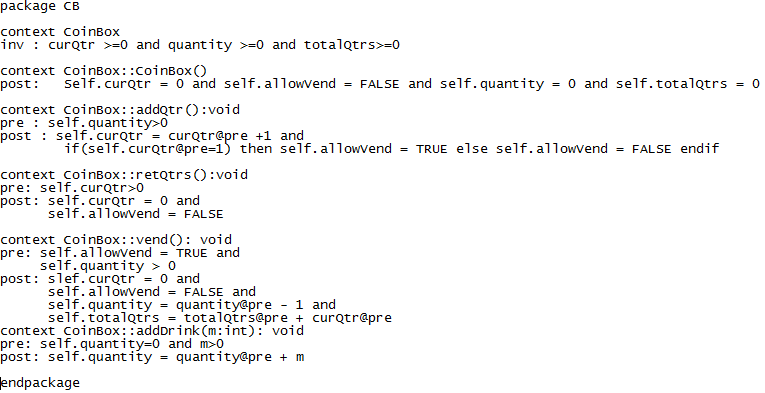 package CB
context CoinBox
inv : curQtr >=0 and quantity >=0 and totalQtrs>=0
context CoinBox::CoinBox()
post:   Self.curQtr = 0 and self.allowVend = FALSE and self.quantity = 0 and self.totalQtrs = 0
context CoinBox::addQtr():void
pre : self.quantity>0
post : self.curQtr = curQtr@pre +1 and
        if(self.curQtr@pre=1) then self.allowVend = TRUE else self.allowVend = FALSE endif
context CoinBox::retQtrs():void
pre: self.curQtr>0
post: self.curQtr = 0 and
      self.allowVend = FALSE
context CoinBox::vend(): void
pre: self.allowVend = TRUE and
     self.quantity > 0
post: slef.curQtr = 0 and
      self.allowVend = FALSE and
      self.quantity = quantity@pre - 1 and
      self.totalQtrs = totalQtrs@pre + curQtr@pre
context CoinBox::addDrink(m:int): void
pre: self.quantity=0 and m>0
post: self.quantity = quantity@pre + m
endpackage